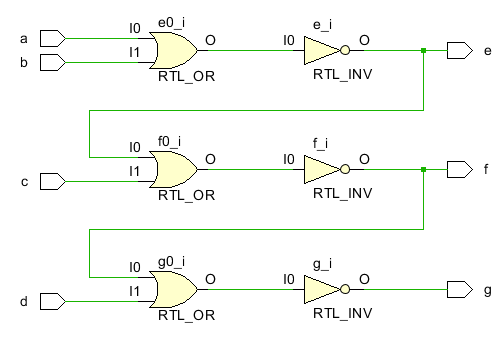 e0_i e_i
a I0 O I0 O e
b I1
RTL_OR RTL_INV
f0_i f_i
I0 O I0 O f
c I1
RTL_OR RTL_INV
g0_i g_i
I0 O I0 O g
d I1
RTL_OR RTL_INV